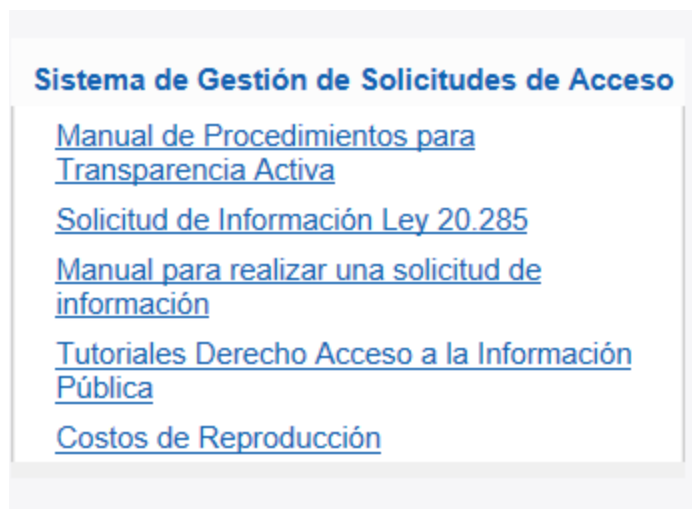 Sistema de Gestión de Solicitudes de Acceso
Manual de Procedimientos para
Transparencia Activa
Solicitud de Información Ley 20.285
Manual para realizar una solicitud de
información
Tutoriales Derecho Acceso a la Información
Pública
Costos de Reproducción